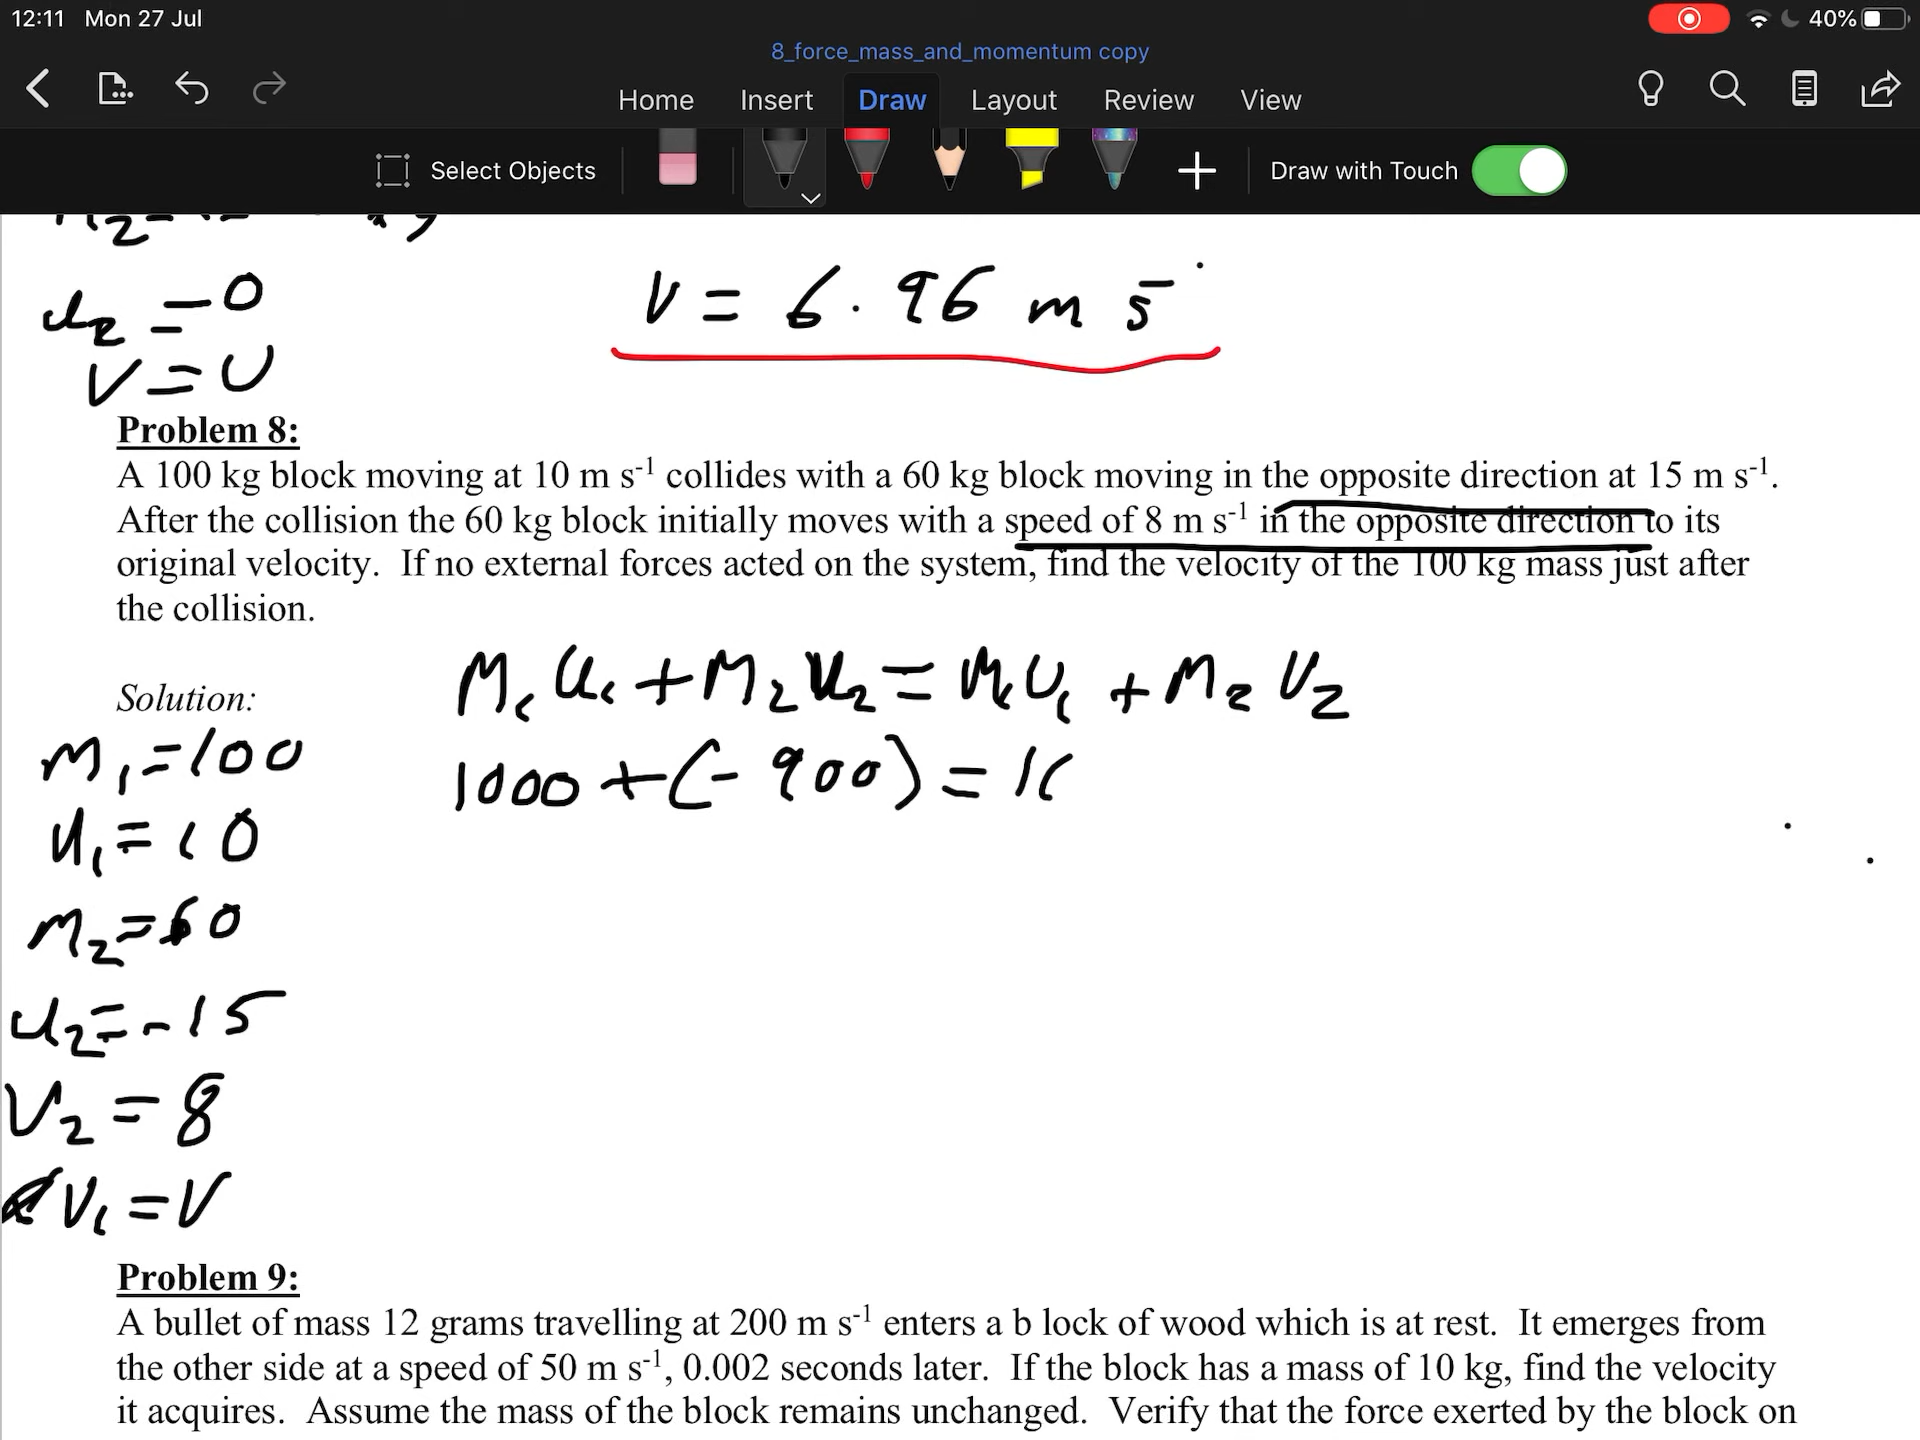 12:11 Mon 27 Jul 40%
8_force_mass_and_momentum copy
Home Insert Draw Layout Review View
Select Objects Draw with Touch
u₂ = 0
V = 6.96 m s⁻
V = U
Problem 8:
A 100 kg block moving at 10 m s⁻¹ collides with a 60 kg block moving in the opposite direction at 15 m s⁻¹.
After the collision the 60 kg block initially moves with a speed of 8 m s⁻¹ in the opposite direction to its
original velocity. If no external forces acted on the system, find the velocity of the 100 kg mass just after
the collision.
M₁U₁ + M₂U₂ = M₁V₁ + M₂V₂
Solution:
M₁ = 100
1000 + (- 900) = 1(
U₁ = 10
M₂ = 60
U₂ = -15
V₂ = 8
V₁ = V
Problem 9:
A bullet of mass 12 grams travelling at 200 m s⁻¹ enters a b lock of wood which is at rest. It emerges from
the other side at a speed of 50 m s⁻¹, 0.002 seconds later. If the block has a mass of 10 kg, find the velocity
it acquires. Assume the mass of the block remains unchanged. Verify that the force exerted by the block on